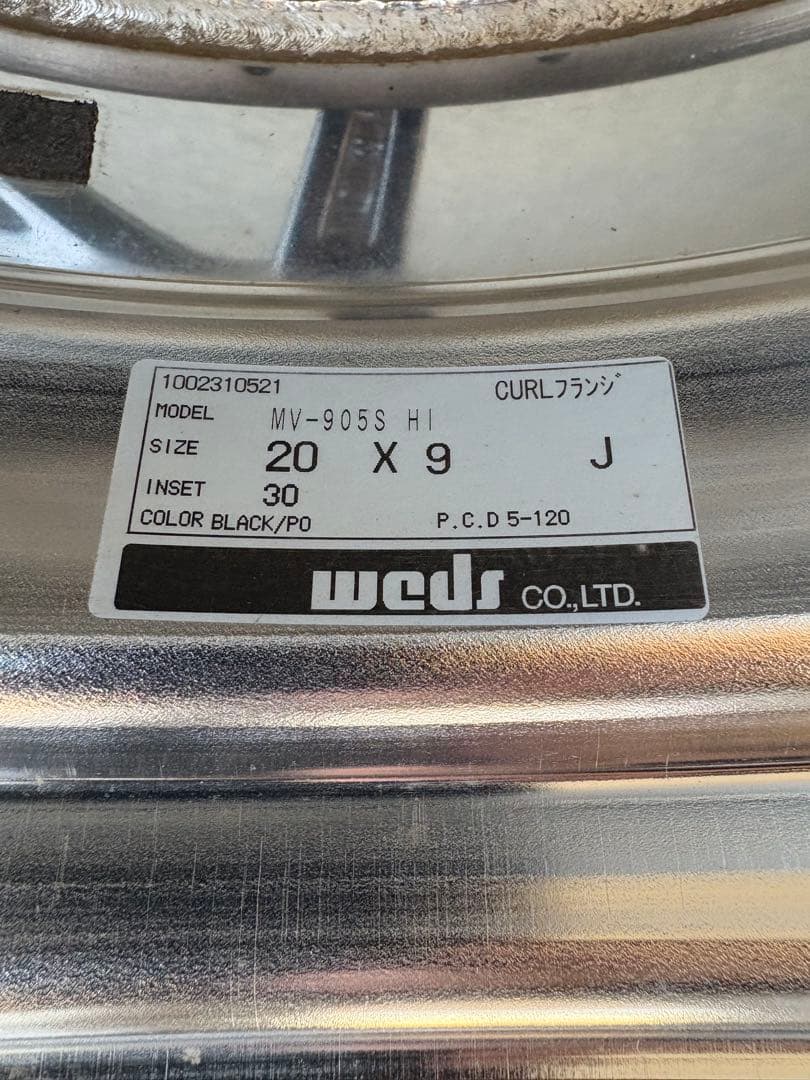 1002310521 CURLフランジ
MODEL MV-905S HI
SIZE 20 X 9 J
INSET 30
COLOR BLACK/PO P.C.D 5-120
weds CO.,LTD.